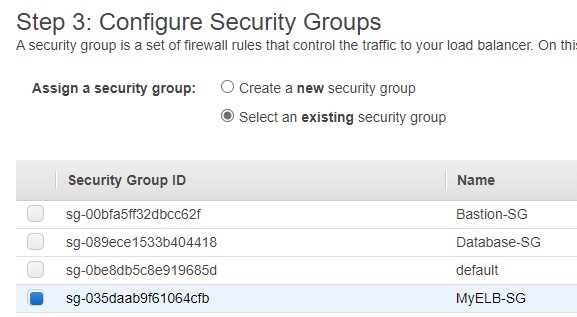 Step 3: Configure Security Groups
A security group is a set of firewall rules that control the traffic to your load balancer. On
Assign a security group: Create a new security group
Select an existing security group
Security Group ID Name
sg-00bfa5ff32dbcc62f Bastion-SG
sg-089ece1533b404418 Database-SG
sg-0be8db5c8e919685d default
sg-035daab9f61064cfb MyELB-SG